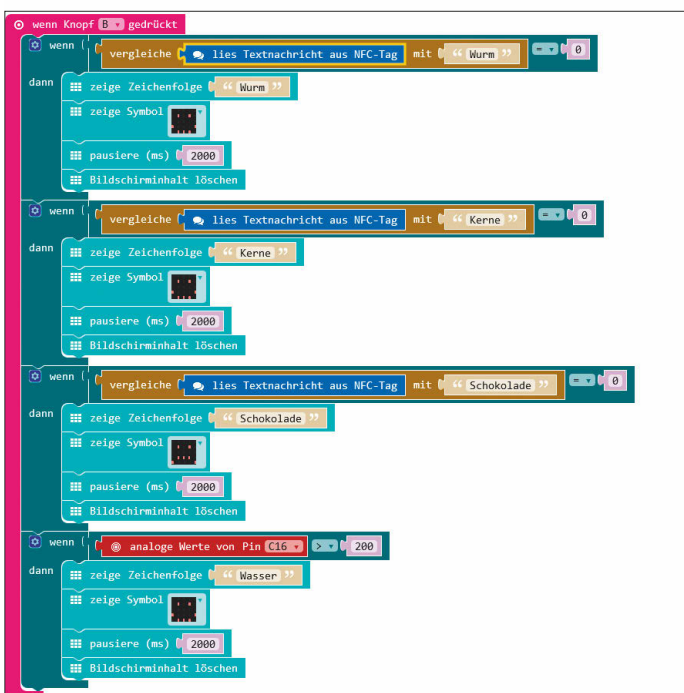 wenn Knopf B gedrückt
wenn vergleiche lies Textnachricht aus NFC-Tag mit “ Wurm ” = 0
dann zeige Zeichenfolge “ Wurm ”
zeige Symbol
pausiere (ms) 2000
Bildschirminhalt löschen
wenn vergleiche lies Textnachricht aus NFC-Tag mit “ Kerne ” = 0
dann zeige Zeichenfolge “ Kerne ”
zeige Symbol
pausiere (ms) 2000
Bildschirminhalt löschen
wenn vergleiche lies Textnachricht aus NFC-Tag mit “ Schokolade ” = 0
dann zeige Zeichenfolge “ Schokolade ”
zeige Symbol
pausiere (ms) 2000
Bildschirminhalt löschen
wenn analoge Werte von Pin C16 > 200
dann zeige Zeichenfolge “ Wasser ”
zeige Symbol
pausiere (ms) 2000
Bildschirminhalt löschen